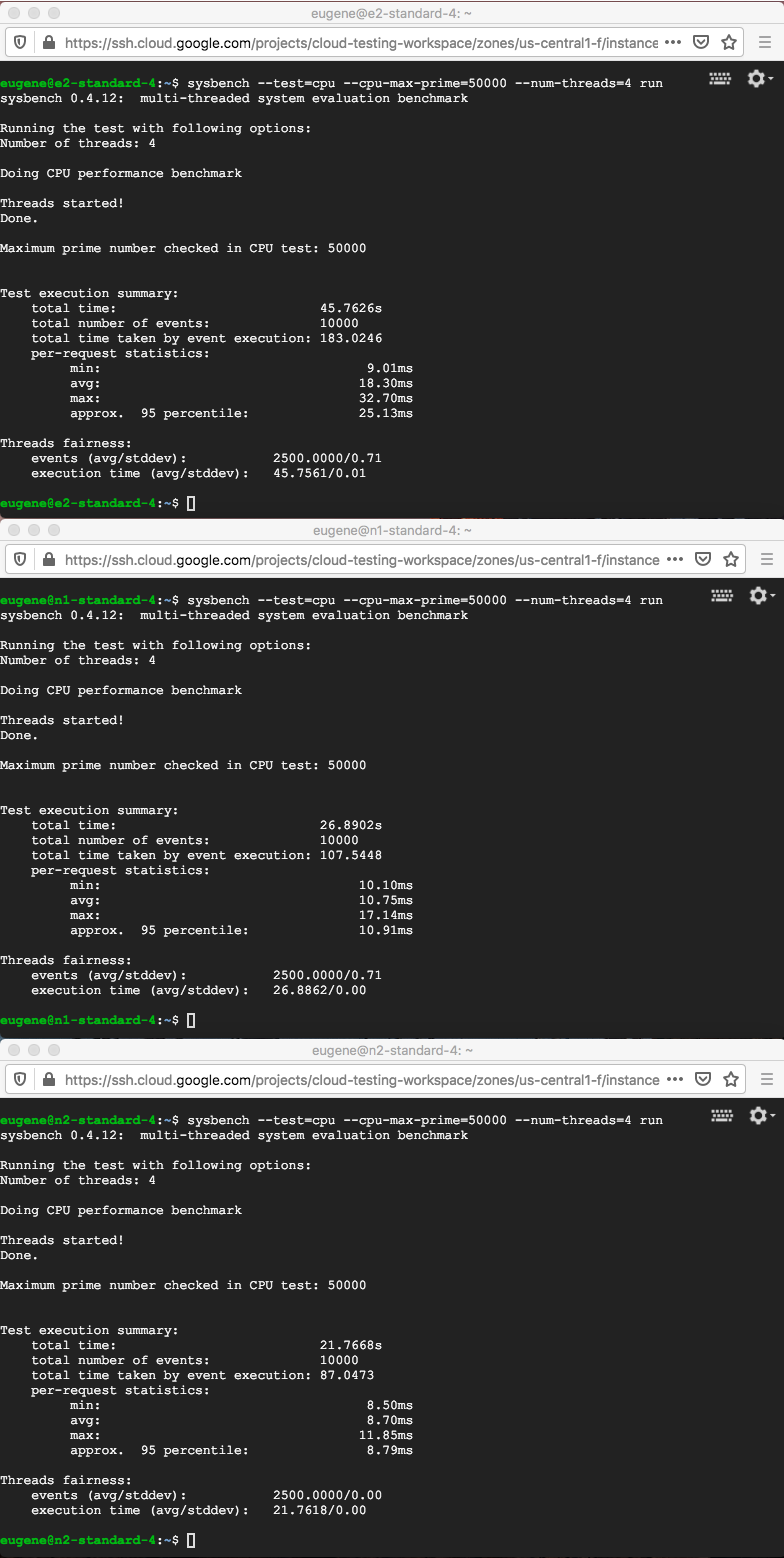 eugene@e2-standard-4: ~
https://ssh.cloud.google.com/projects/cloud-testing-workspace/zones/us-central1-f/instance
eugene@e2-standard-4:~$ sysbench --test=cpu --cpu-max-prime=50000 --num-threads=4 run
sysbench 0.4.12:  multi-threaded system evaluation benchmark
Running the test with following options:
Number of threads: 4
Doing CPU performance benchmark
Threads started!
Done.
Maximum prime number checked in CPU test: 50000
Test execution summary:
total time: 45.7626s
total number of events: 10000
total time taken by event execution: 183.0246
per-request statistics:
min: 9.01ms
avg: 18.30ms
max: 32.70ms
approx.  95 percentile: 25.13ms
Threads fairness:
events (avg/stddev): 2500.0000/0.71
execution time (avg/stddev): 45.7561/0.01
eugene@e2-standard-4:~$
eugene@n1-standard-4: ~
https://ssh.cloud.google.com/projects/cloud-testing-workspace/zones/us-central1-f/instance
eugene@n1-standard-4:~$ sysbench --test=cpu --cpu-max-prime=50000 --num-threads=4 run
sysbench 0.4.12:  multi-threaded system evaluation benchmark
Running the test with following options:
Number of threads: 4
Doing CPU performance benchmark
Threads started!
Done.
Maximum prime number checked in CPU test: 50000
Test execution summary:
total time: 26.8902s
total number of events: 10000
total time taken by event execution: 107.5448
per-request statistics:
min: 10.10ms
avg: 10.75ms
max: 17.14ms
approx.  95 percentile: 10.91ms
Threads fairness:
events (avg/stddev): 2500.0000/0.71
execution time (avg/stddev): 26.8862/0.00
eugene@n1-standard-4:~$
eugene@n2-standard-4: ~
https://ssh.cloud.google.com/projects/cloud-testing-workspace/zones/us-central1-f/instance
eugene@n2-standard-4:~$ sysbench --test=cpu --cpu-max-prime=50000 --num-threads=4 run
sysbench 0.4.12:  multi-threaded system evaluation benchmark
Running the test with following options:
Number of threads: 4
Doing CPU performance benchmark
Threads started!
Done.
Maximum prime number checked in CPU test: 50000
Test execution summary:
total time: 21.7668s
total number of events: 10000
total time taken by event execution: 87.0473
per-request statistics:
min: 8.50ms
avg: 8.70ms
max: 11.85ms
approx.  95 percentile: 8.79ms
Threads fairness:
events (avg/stddev): 2500.0000/0.00
execution time (avg/stddev): 21.7618/0.00
eugene@n2-standard-4:~$